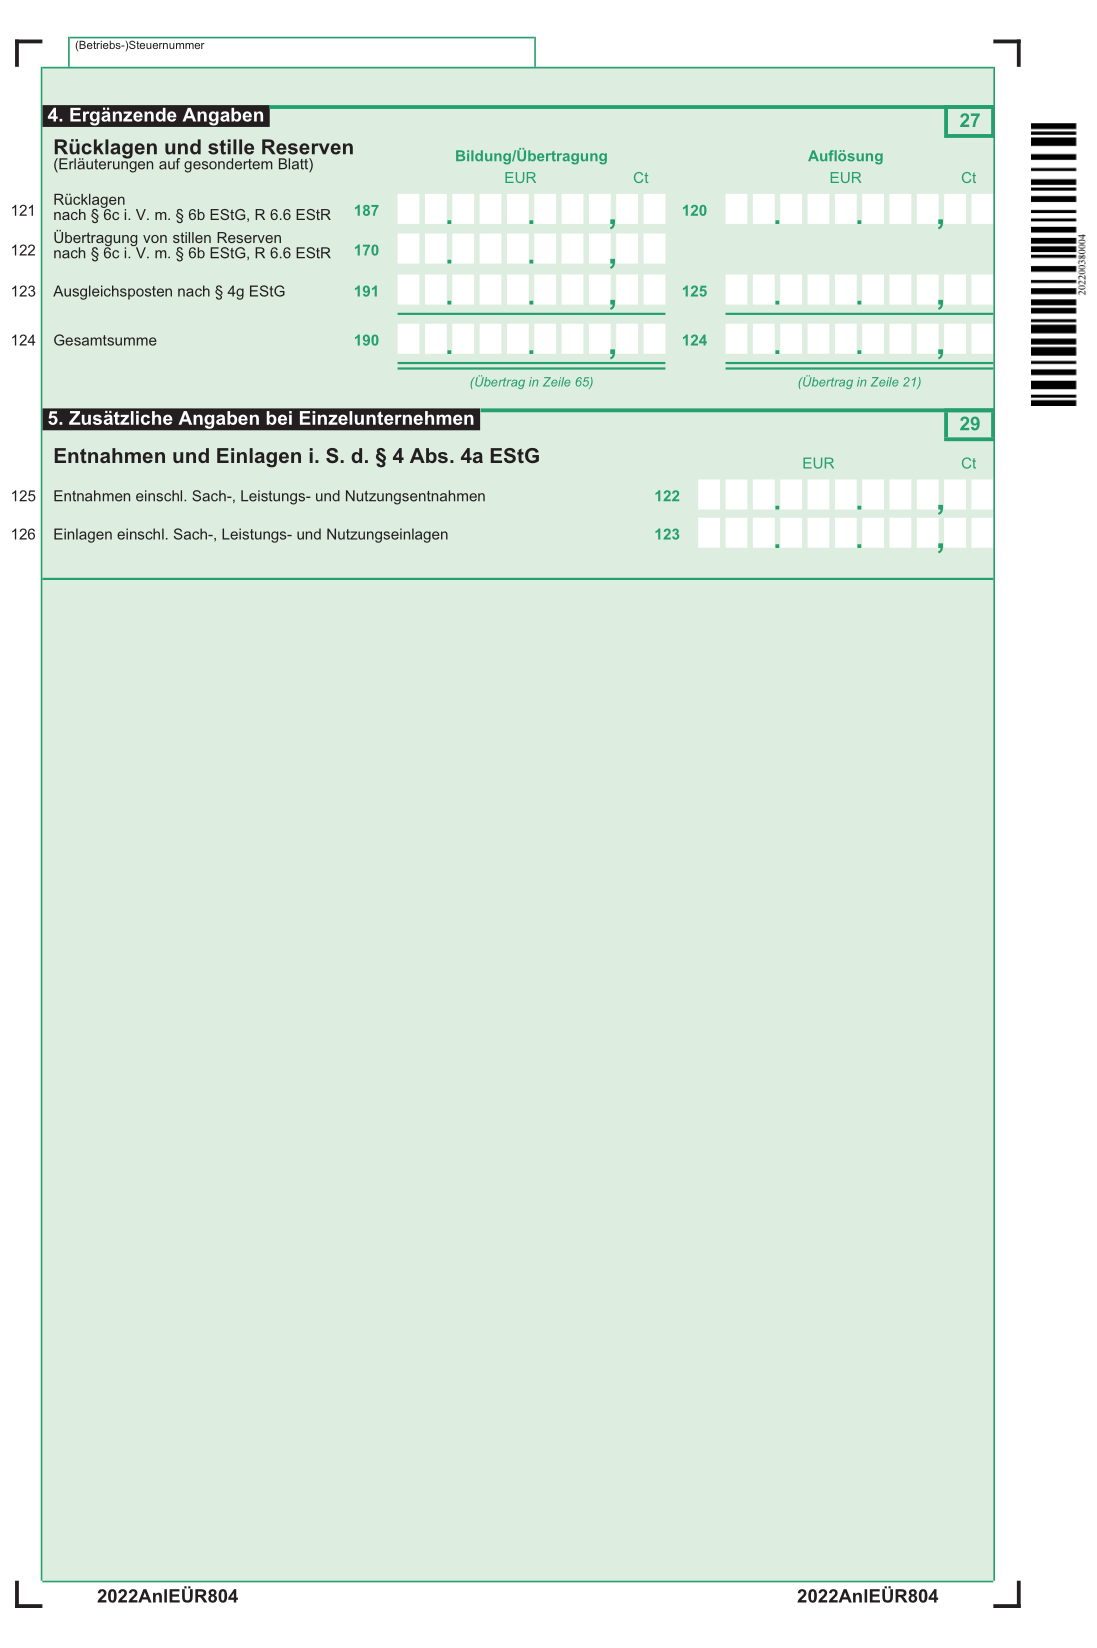 (Betriebs-)Steuernummer
4. Ergänzende Angaben
27
Rücklagen und stille Reserven
(Erläuterungen auf gesondertem Blatt)
Bildung/Übertragung
Auflösung
EUR Ct EUR Ct
Rücklagen
121 nach § 6c i. V. m. § 6b EStG, R 6.6 EStR 187 . . , 120 . . ,
Übertragung von stillen Reserven
122 nach § 6c i. V. m. § 6b EStG, R 6.6 EStR 170 . . ,
123 Ausgleichsposten nach § 4g EStG 191 . . , 125 . . ,
124 Gesamtsumme 190 . . , 124 . . ,
(Übertrag in Zeile 65) (Übertrag in Zeile 21)
5. Zusätzliche Angaben bei Einzelunternehmen
29
Entnahmen und Einlagen i. S. d. § 4 Abs. 4a EStG
EUR Ct
125 Entnahmen einschl. Sach-, Leistungs- und Nutzungsentnahmen 122 . . ,
126 Einlagen einschl. Sach-, Leistungs- und Nutzungseinlagen 123 . . ,
202200380004
2022AnlEÜR804 2022AnlEÜR804